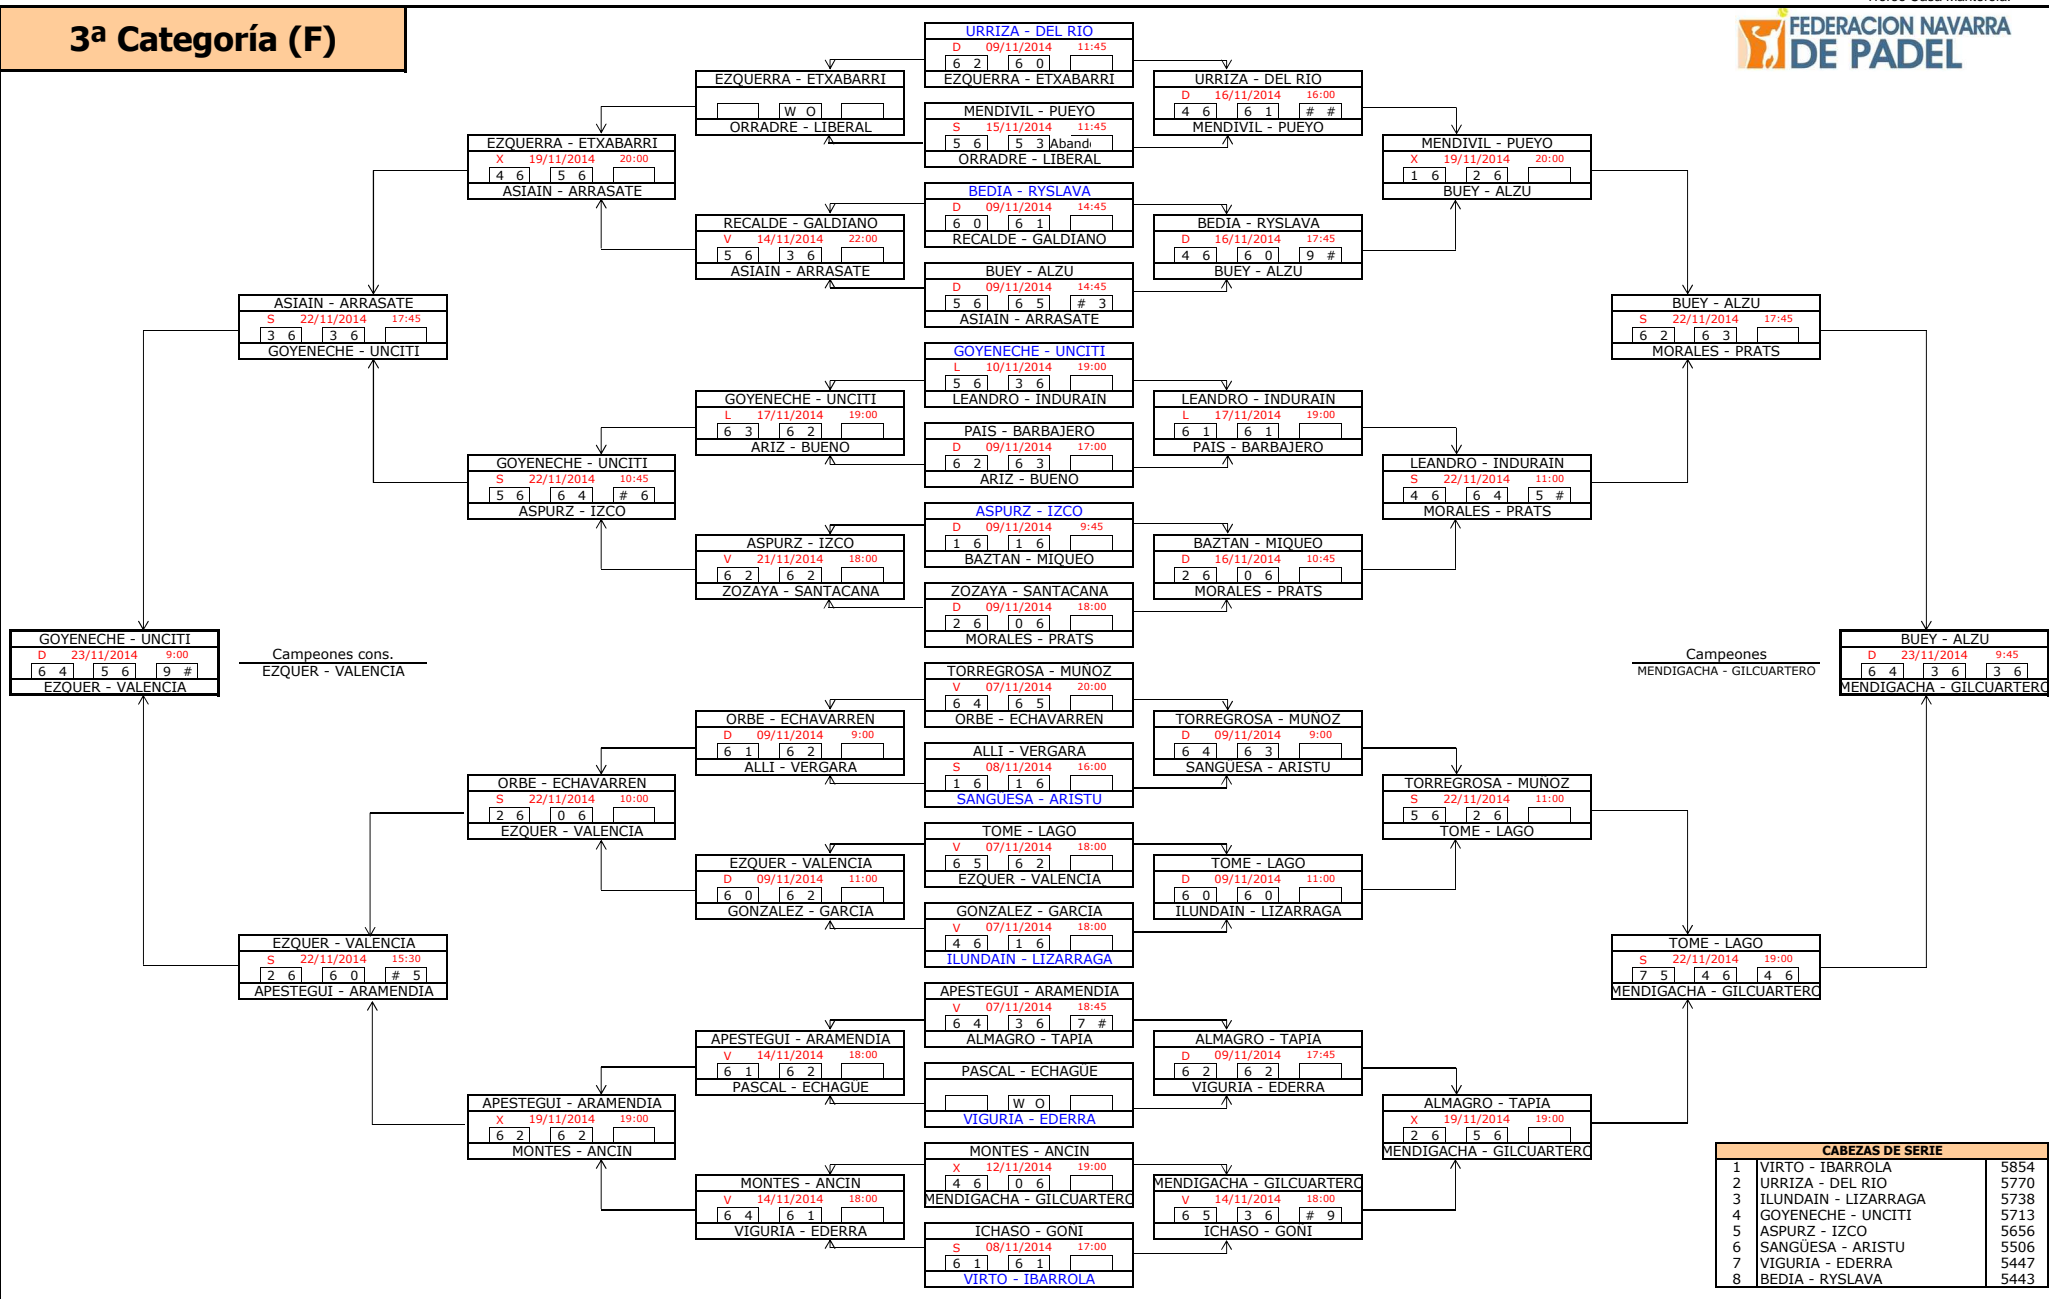 3ª Categoría (F)
FEDERACION NAVARRA
DE PADEL
GOYENECHE - UNCITI
D 23/11/2014 9:00
6 4 5 6 9 #
EZQUER - VALENCIA
Campeones cons.
EZQUER - VALENCIA
ASIAIN - ARRASATE
S 22/11/2014 17:45
3 6 3 6
GOYENECHE - UNCITI
EZQUER - VALENCIA
S 22/11/2014 15:30
2 6 6 0 # 5
APESTEGUI - ARAMENDIA
EZQUERRA - ETXABARRI
X 19/11/2014 20:00
4 6 5 6
ASIAIN - ARRASATE
GOYENECHE - UNCITI
S 22/11/2014 10:45
5 6 6 4 # 6
ASPURZ - IZCO
ORBE - ECHAVARREN
S 22/11/2014 10:00
2 6 0 6
EZQUER - VALENCIA
APESTEGUI - ARAMENDIA
X 19/11/2014 19:00
6 2 6 2
MONTES - ANCIN
EZQUERRA - ETXABARRI
W O
ORRADRE - LIBERAL
RECALDE - GALDIANO
V 14/11/2014 22:00
5 6 3 6
ASIAIN - ARRASATE
GOYENECHE - UNCITI
L 17/11/2014 19:00
6 3 6 2
ARIZ - BUENO
ASPURZ - IZCO
V 21/11/2014 18:00
6 2 6 2
ZOZAYA - SANTACANA
ORBE - ECHAVARREN
D 09/11/2014 9:00
6 1 6 2
ALLI - VERGARA
EZQUER - VALENCIA
D 09/11/2014 11:00
6 0 6 2
GONZALEZ - GARCIA
APESTEGUI - ARAMENDIA
V 14/11/2014 18:00
6 1 6 2
PASCAL - ECHAGÜE
MONTES - ANCIN
V 14/11/2014 18:00
6 4 6 1
VIGURIA - EDERRA
URRIZA - DEL RIO
D 09/11/2014 11:45
6 2 6 0
EZQUERRA - ETXABARRI
MENDIVIL - PUEYO
S 15/11/2014 11:45
5 6 5 3 Aband
ORRADRE - LIBERAL
BEDIA - RYSLAVA
D 09/11/2014 14:45
6 0 6 1
RECALDE - GALDIANO
BUEY - ALZU
D 09/11/2014 14:45
5 6 6 5 # 3
ASIAIN - ARRASATE
GOYENECHE - UNCITI
L 10/11/2014 19:00
5 6 3 6
LEANDRO - INDURAIN
PAIS - BARBAJERO
D 09/11/2014 17:00
6 2 6 3
ARIZ - BUENO
ASPURZ - IZCO
D 09/11/2014 9:45
1 6 1 6
BAZTAN - MIQUEO
ZOZAYA - SANTACANA
D 09/11/2014 18:00
2 6 0 6
MORALES - PRATS
TORREGROSA - MUÑOZ
V 07/11/2014 20:00
6 4 6 5
ORBE - ECHAVARREN
ALLI - VERGARA
S 08/11/2014 16:00
1 6 1 6
SANGÜESA - ARISTU
TOME - LAGO
V 07/11/2014 18:00
6 5 6 2
EZQUER - VALENCIA
GONZALEZ - GARCIA
V 07/11/2014 18:00
4 6 1 6
ILUNDAIN - LIZARRAGA
APESTEGUI - ARAMENDIA
V 07/11/2014 18:45
6 4 3 6 7 #
ALMAGRO - TAPIA
PASCAL - ECHAGÜE
W O
VIGURIA - EDERRA
MONTES - ANCIN
X 12/11/2014 19:00
4 6 0 6
MENDIGACHA - GILCUARTERO
ICHASO - GOÑI
S 08/11/2014 17:00
6 1 6 1
VIRTO - IBARROLA
URRIZA - DEL RIO
D 16/11/2014 16:00
4 6 6 1 # #
MENDIVIL - PUEYO
BEDIA - RYSLAVA
D 16/11/2014 17:45
4 6 6 0 9 #
BUEY - ALZU
LEANDRO - INDURAIN
L 17/11/2014 19:00
6 1 6 1
PAIS - BARBAJERO
BAZTAN - MIQUEO
D 16/11/2014 10:45
2 6 0 6
MORALES - PRATS
TORREGROSA - MUÑOZ
D 09/11/2014 9:00
6 4 6 3
SANGÜESA - ARISTU
TOME - LAGO
D 09/11/2014 11:00
6 0 6 0
ILUNDAIN - LIZARRAGA
ALMAGRO - TAPIA
D 09/11/2014 17:45
6 2 6 2
VIGURIA - EDERRA
MENDIGACHA - GILCUARTERO
V 14/11/2014 18:00
6 5 3 6 # 9
ICHASO - GOÑI
MENDIVIL - PUEYO
X 19/11/2014 20:00
1 6 2 6
BUEY - ALZU
LEANDRO - INDURAIN
S 22/11/2014 11:00
4 6 6 4 5 #
MORALES - PRATS
TORREGROSA - MUÑOZ
S 22/11/2014 11:00
5 6 2 6
TOME - LAGO
ALMAGRO - TAPIA
X 19/11/2014 19:00
2 6 5 6
MENDIGACHA - GILCUARTERO
BUEY - ALZU
S 22/11/2014 17:45
6 2 6 3
MORALES - PRATS
TOME - LAGO
S 22/11/2014 19:00
7 5 4 6 4 6
MENDIGACHA - GILCUARTERO
Campeones
MENDIGACHA - GILCUARTERO
BUEY - ALZU
D 23/11/2014 9:45
6 4 3 6 3 6
MENDIGACHA - GILCUARTERO
CABEZAS DE SERIE
1 VIRTO - IBARROLA 5854
2 URRIZA - DEL RIO 5770
3 ILUNDAIN - LIZARRAGA 5738
4 GOYENECHE - UNCITI 5713
5 ASPURZ - IZCO 5656
6 SANGÜESA - ARISTU 5506
7 VIGURIA - EDERRA 5447
8 BEDIA - RYSLAVA 5443